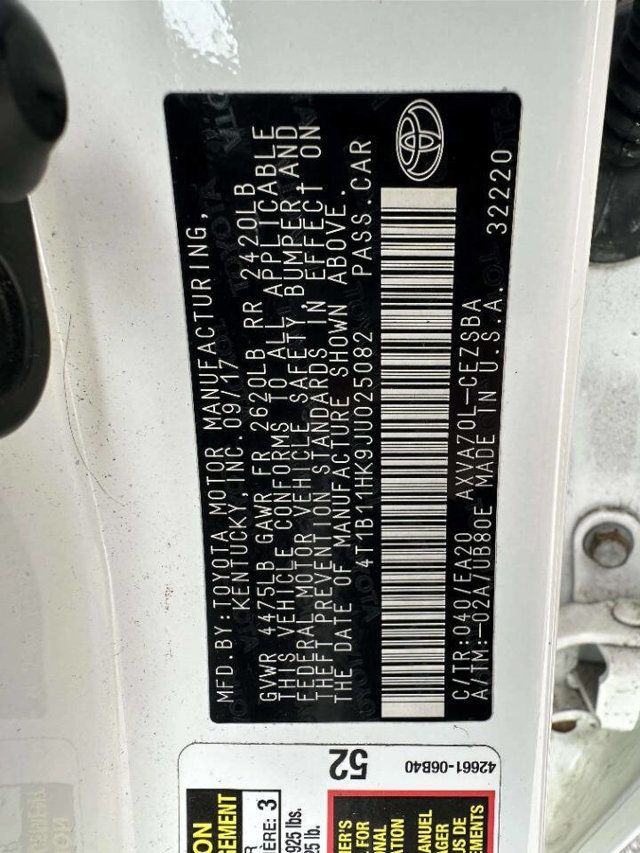 MFD.BY:TOYOTA MOTOR MANUFACTURING,
KENTUCKY,INC.09/17
GVWR 4475LB GAWR FR 2620LB RR 2420LB
THIS VEHICLE CONFORMS TO ALL APPLICABLE
FEDERAL MOTOR VEHICLE SAFETY,BUMPER,AND
THEFT PREVENTION STANDARDS IN EFFECT ON
THE DATE OF MANUFACTURE SHOWN ABOVE.
4T1B11HK9JU025082 PASS.CAR
C/TR:040/EA20 AXVA70L-CEZSBA
A/TM:-02A/UB80E MADE IN U.S.A. 32220
52
42661-06B40